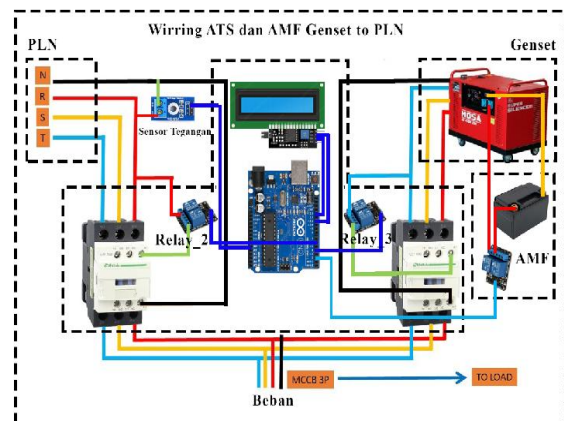 Wirring ATS dan AMF Genset to PLN
PLN
Genset
N
R
S
T
Sensor Tegangan
MOSA
Relay_2
Relay_3
AMF
MCCB 3P
TO LOAD
Beban